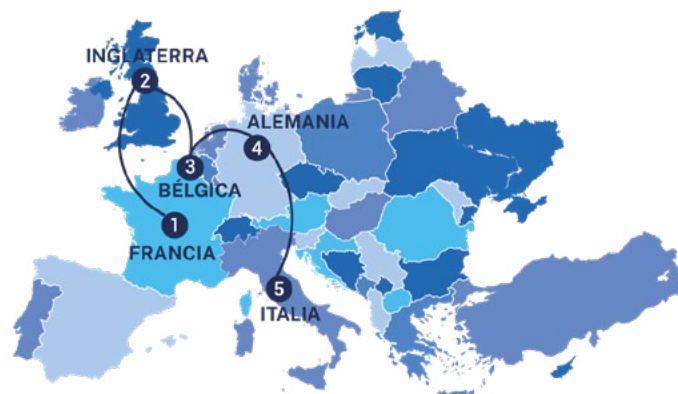 INGLATERRA
2
ALEMANIA
4
3
BÉLGICA
1
FRANCIA
5
ITALIA